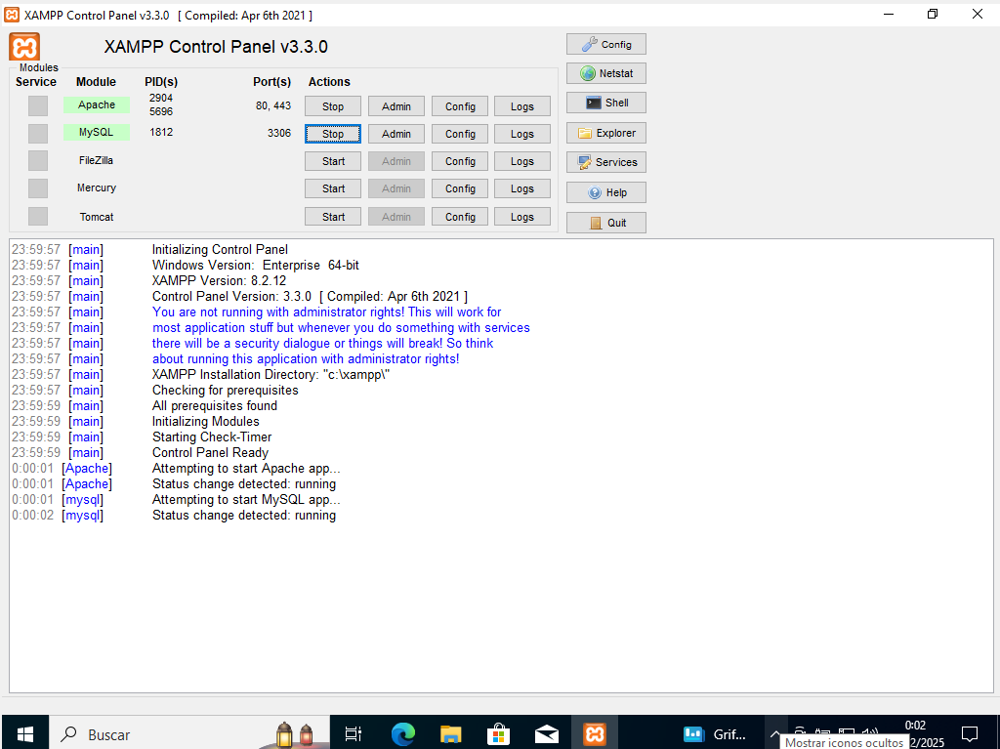 XAMPP Control Panel v3.3.0 [ Compiled: Apr 6th 2021 ]
XAMPP Control Panel v3.3.0
Config
Modules
Service Module PID(s) Port(s) Actions
Netstat
Apache 2904 5696 80, 443 Stop Admin Config Logs
Shell
MySQL 1812 3306 Stop Admin Config Logs
Explorer
FileZilla Start Admin Config Logs
Services
Mercury Start Admin Config Logs
Help
Tomcat Start Admin Config Logs
Quit
23:59:57 [main] Initializing Control Panel
23:59:57 [main] Windows Version: Enterprise 64-bit
23:59:57 [main] XAMPP Version: 8.2.12
23:59:57 [main] Control Panel Version: 3.3.0 [ Compiled: Apr 6th 2021 ]
23:59:57 [main] You are not running with administrator rights! This will work for
23:59:57 [main] most application stuff but whenever you do something with services
23:59:57 [main] there will be a security dialogue or things will break! So think
23:59:57 [main] about running this application with administrator rights!
23:59:57 [main] XAMPP Installation Directory: "c:\xampp\"
23:59:57 [main] Checking for prerequisites
23:59:59 [main] All prerequisites found
23:59:59 [main] Initializing Modules
23:59:59 [main] Starting Check-Timer
23:59:59 [main] Control Panel Ready
0:00:01 [Apache] Attempting to start Apache app...
0:00:01 [Apache] Status change detected: running
0:00:01 [mysql] Attempting to start MySQL app...
0:00:02 [mysql] Status change detected: running
Buscar
Grif...
0:02
2/2025
Mostrar iconos ocultos